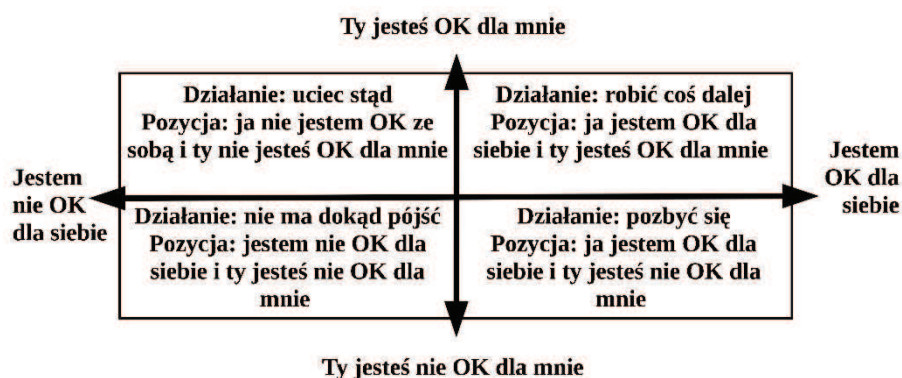 Ty jesteś OK dla mnie
Działanie: uciec stąd
Pozycja: ja nie jestem OK ze
sobą i ty nie jesteś OK dla mnie
Działanie: robić coś dalej
Pozycja: ja jestem OK dla
siebie i ty jesteś OK dla mnie
Jestem
nie OK
dla siebie
Jestem
OK dla
siebie
Działanie: nie ma dokąd pójść
Pozycja: jestem nie OK dla
siebie i ty jesteś nie OK dla
mnie
Działanie: pozbyć się
Pozycja: ja jestem OK dla
siebie i ty jesteś nie OK dla
mnie
Ty jesteś nie OK dla mnie